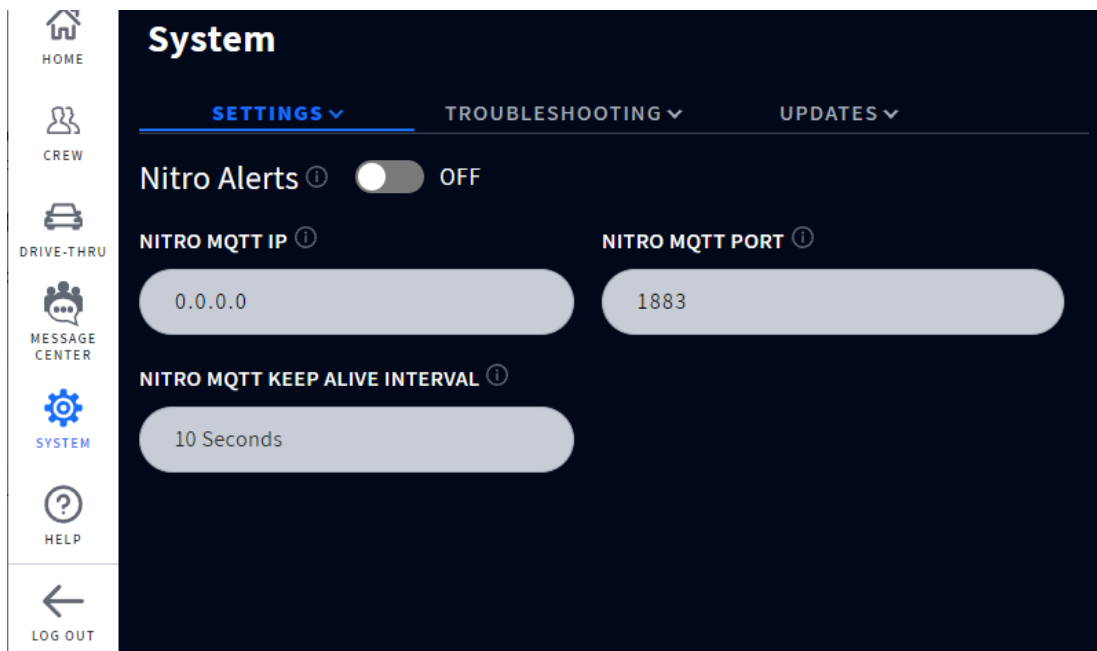 HOME
CREW
DRIVE-THRU
MESSAGE
CENTER
SYSTEM
HELP
LOG OUT
System
SETTINGS TROUBLESHOOTING UPDATES
Nitro Alerts OFF
NITRO MQTT IP NITRO MQTT PORT
0.0.0.0 1883
NITRO MQTT KEEP ALIVE INTERVAL
10 Seconds